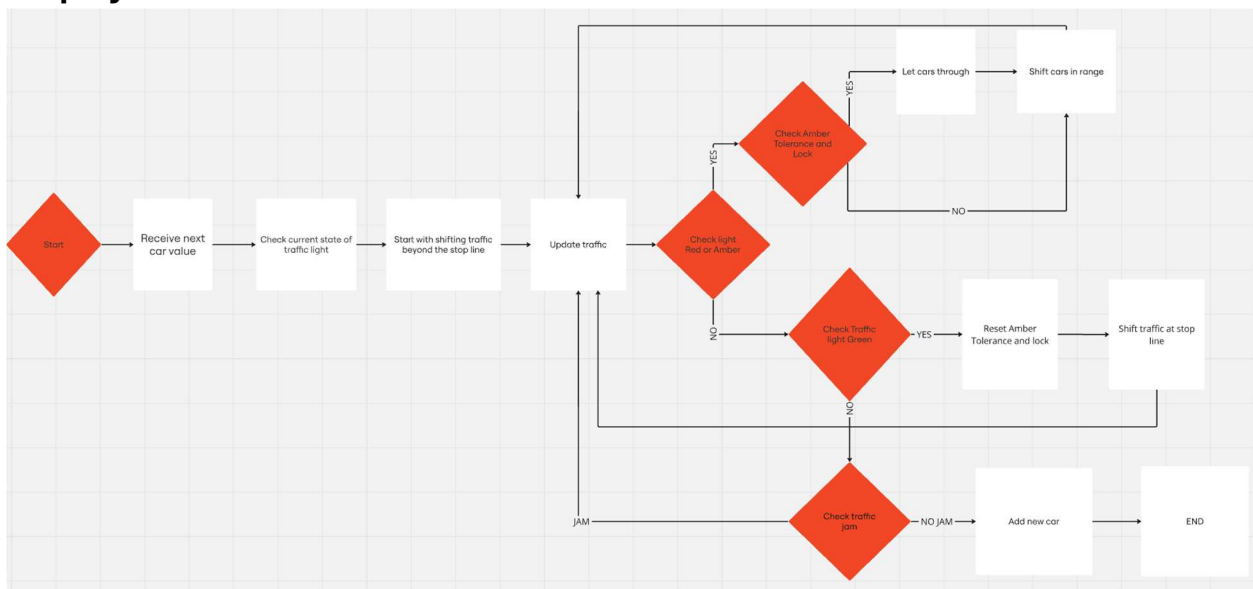 Let cars through
Shift cars in range
YES
Check Amber
Tolerance and
Lock
YES
NO
Start
Receive next
car value
Check current state of
traffic light
Start with shifting traffic
beyond the stop line
Update traffic
Check light
Red or Amber
NO
Check Traffic
light Green
YES
Reset Amber
Tolerance and lock
Shift traffic at stop
line
NO
JAM
Check traffic
jam
NO JAM
Add new car
END